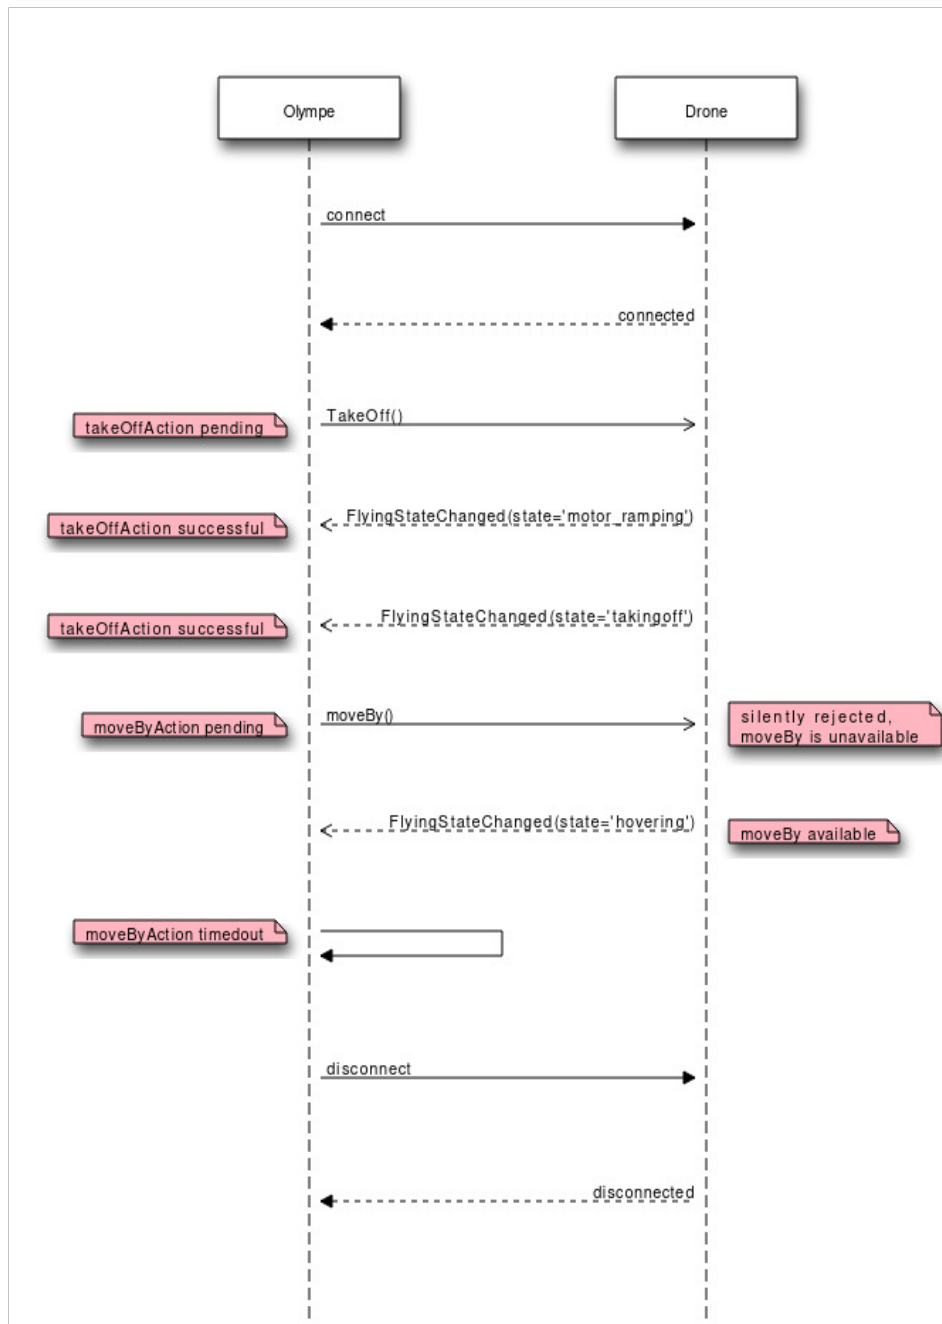 Olympe
Drone
connect
connected
takeOffAction pending
TakeOff()
takeOffAction successful
FlyingStateChanged(state='motor_ramping')
takeOffAction successful
FlyingStateChanged(state='takingoff')
moveByAction pending
moveBy()
silently rejected,
moveBy is unavailable
FlyingStateChanged(state='hovering')
moveBy available
moveByAction timedout
disconnect
disconnected